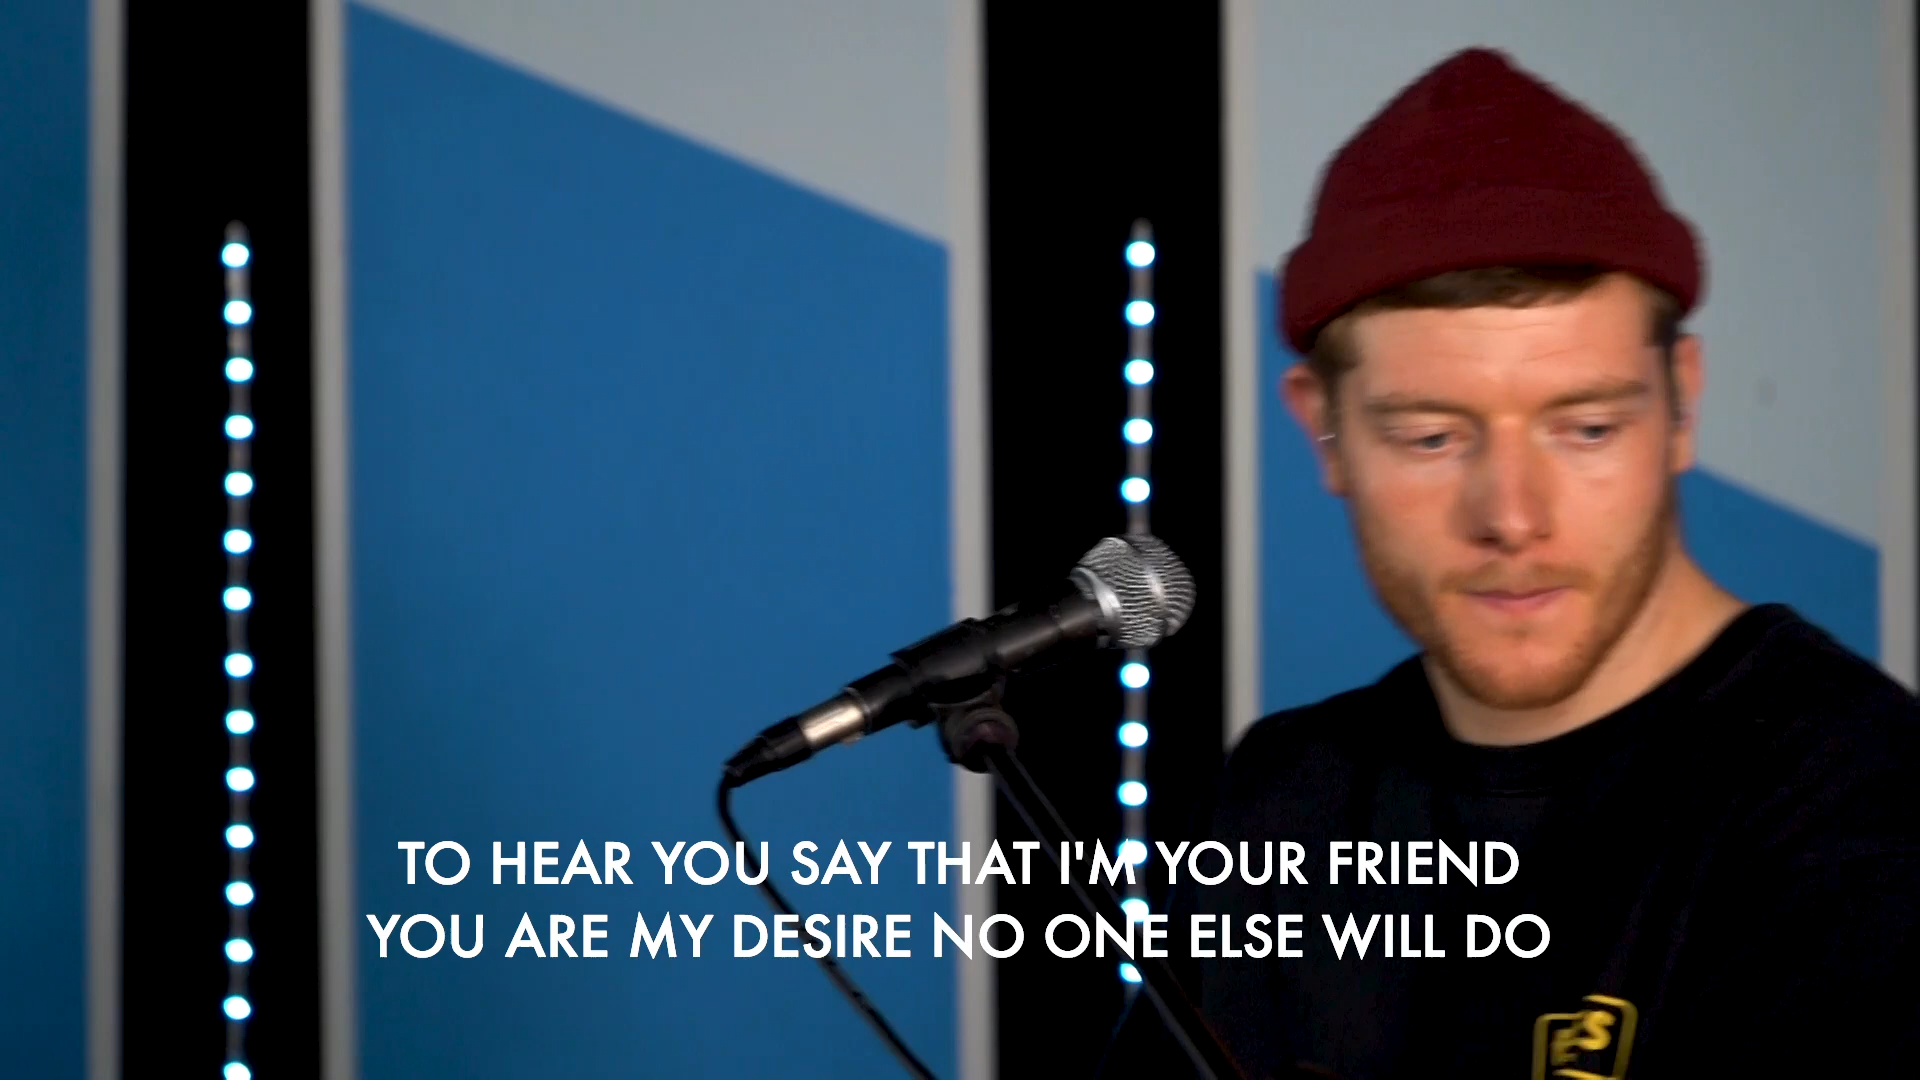 TO HEAR YOU SAY THAT I'M YOUR FRIEND
YOU ARE MY DESIRE NO ONE ELSE WILL DO